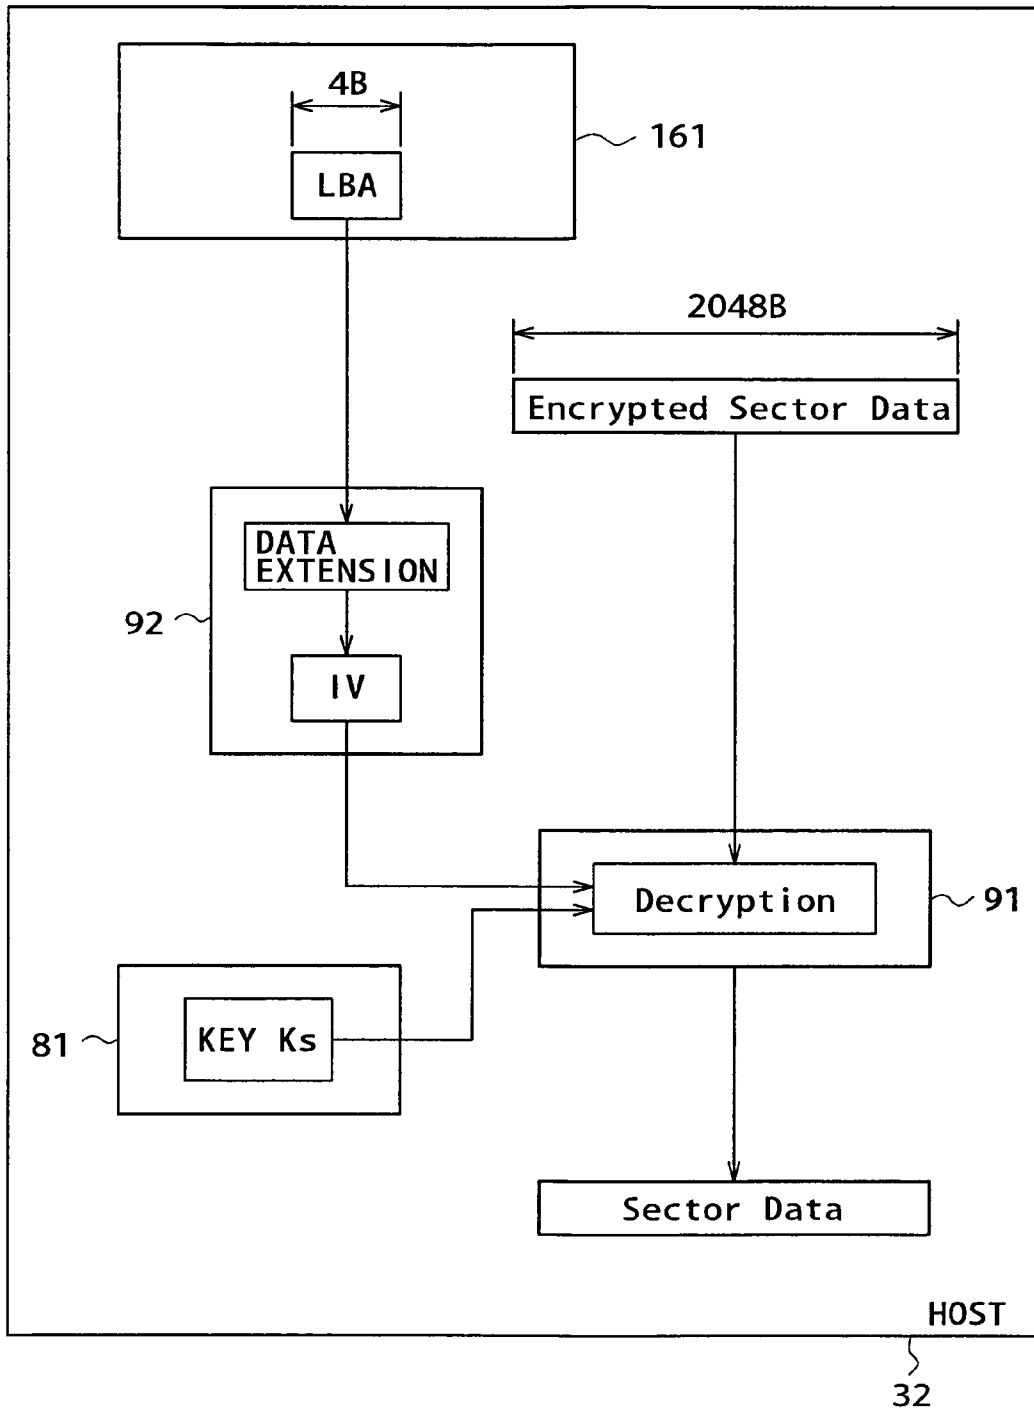 4B
161
LBA
2048B
Encrypted Sector Data
DATA
EXTENSION
92
IV
Decryption
91
81
KEY Ks
Sector Data
HOST
32